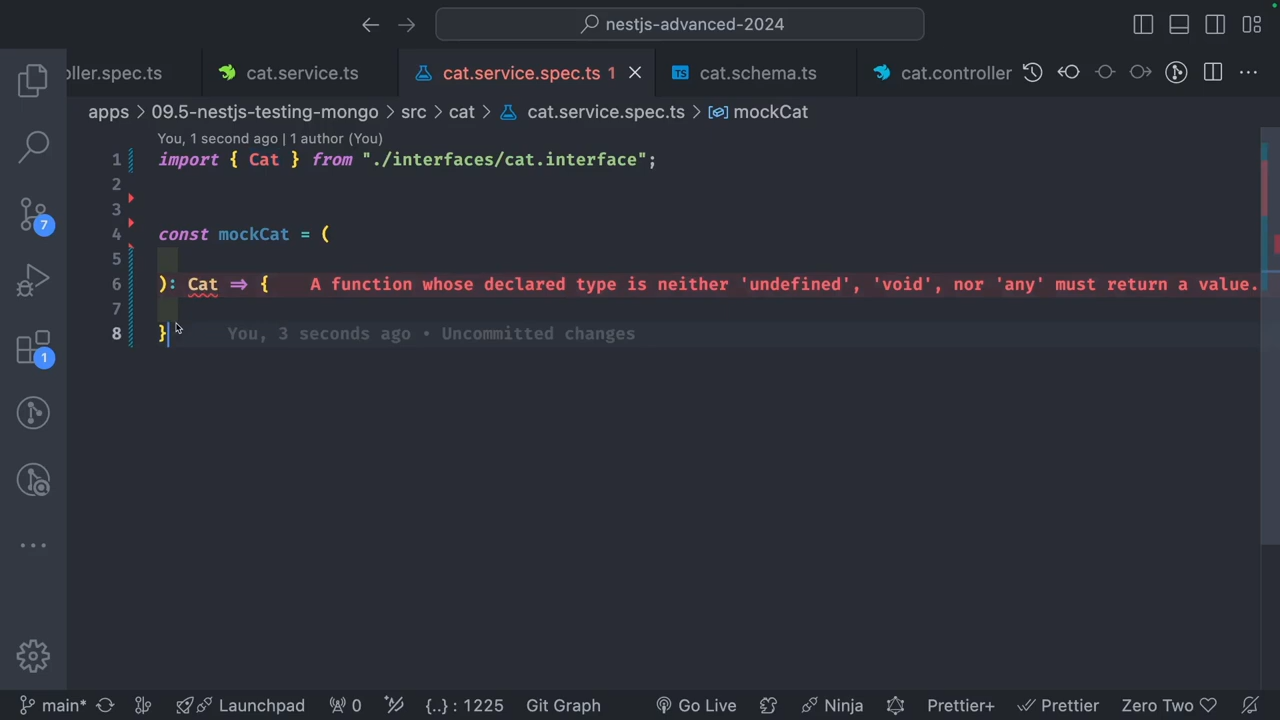 nestjs-advanced-2024
oller.spec.ts cat.service.ts cat.service.spec.ts 1 TS cat.schema.ts cat.controller
apps > 09.5-nestjs-testing-mongo > src > cat > cat.service.spec.ts > mockCat
You, 1 second ago | 1 author (You)
1 import { Cat } from "./interfaces/cat.interface";
2
3
4 const mockCat = (
5
6 ): Cat => { A function whose declared type is neither 'undefined', 'void', nor 'any' must return a value.
7
8 } You, 3 seconds ago • Uncommitted changes
7
1
main* Launchpad 0 {..} : 1225 Git Graph Go Live Ninja Prettier+ Prettier Zero Two